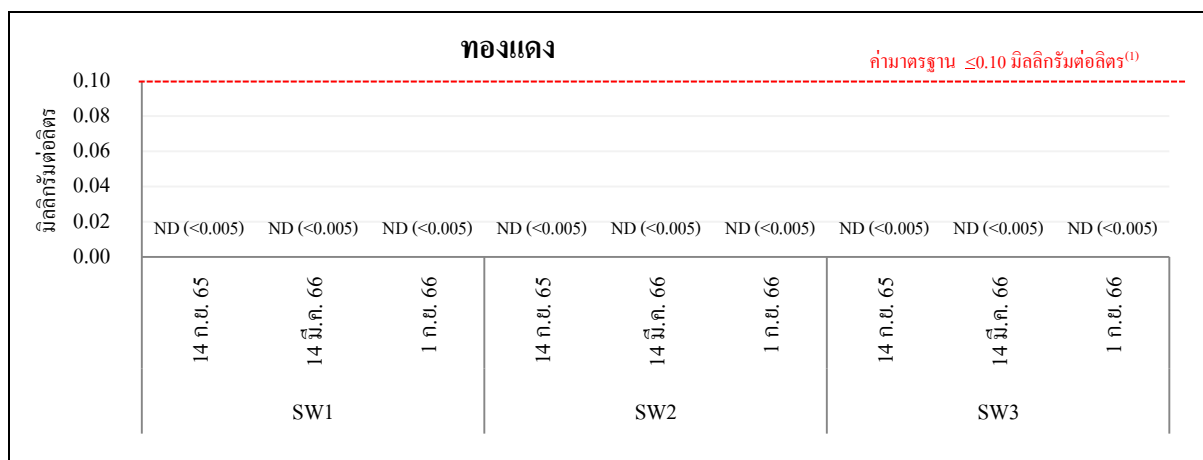 ทองแดง
ค่ามาตรฐาน ≤0.10 มิลลิกรัมต่อลิตร(1)
มิลลิกรัมต่อลิตร
0.10
0.08
0.06
0.04
0.02
0.00
ND (<0.005) ND (<0.005) ND (<0.005) ND (<0.005) ND (<0.005) ND (<0.005) ND (<0.005) ND (<0.005) ND (<0.005)
14 ก.ย. 65
14 มี.ค. 66
1 ก.ย. 66
14 ก.ย. 65
14 มี.ค. 66
1 ก.ย. 66
14 ก.ย. 65
14 มี.ค. 66
1 ก.ย. 66
SW1 SW2 SW3